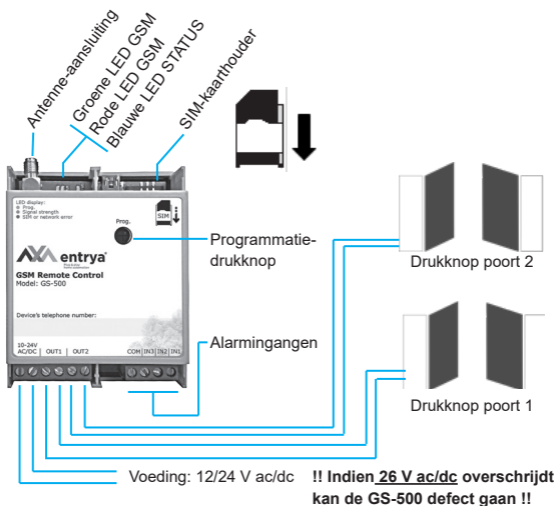 Antenne-aansluiting
Groene LED GSM
Rode LED GSM
Blauwe LED STATUS
SIM-kaarthouder
LED display:
Prog.
Signal strength
SIM or network error
Prog.
SIM
AXA entrya
GSM Remote Control
Model: GS-500
Device's telephone number:
10-24V
AC/DC | OUT1 | OUT2
COM|IN3|IN2|IN1
Programmatie-
drukknop
Alarmingangen
Drukknop poort 2
Drukknop poort 1
Voeding: 12/24 V ac/dc
!! Indien 26 V ac/dc overschrijdt
kan de GS-500 defect gaan !!